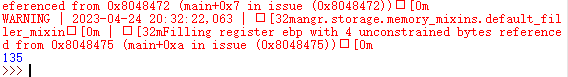 eferenced from 0x8048472 (main+0x7 in issue (0x8048472))□[0m
WARNING | 2023-04-24 20:32:22,063 | □[32mangr.storage.memory_mixins.default_fil
ler_mixin□[0m | □[32mFilling register ebp with 4 unconstrained bytes reference
d from 0x8048475 (main+0xa in issue (0x8048475))□[0m
135
>>>